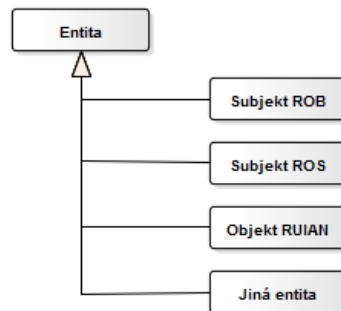 Entita
Subjekt ROB
Subjekt ROS
Objekt RUIAN
Jiná entita